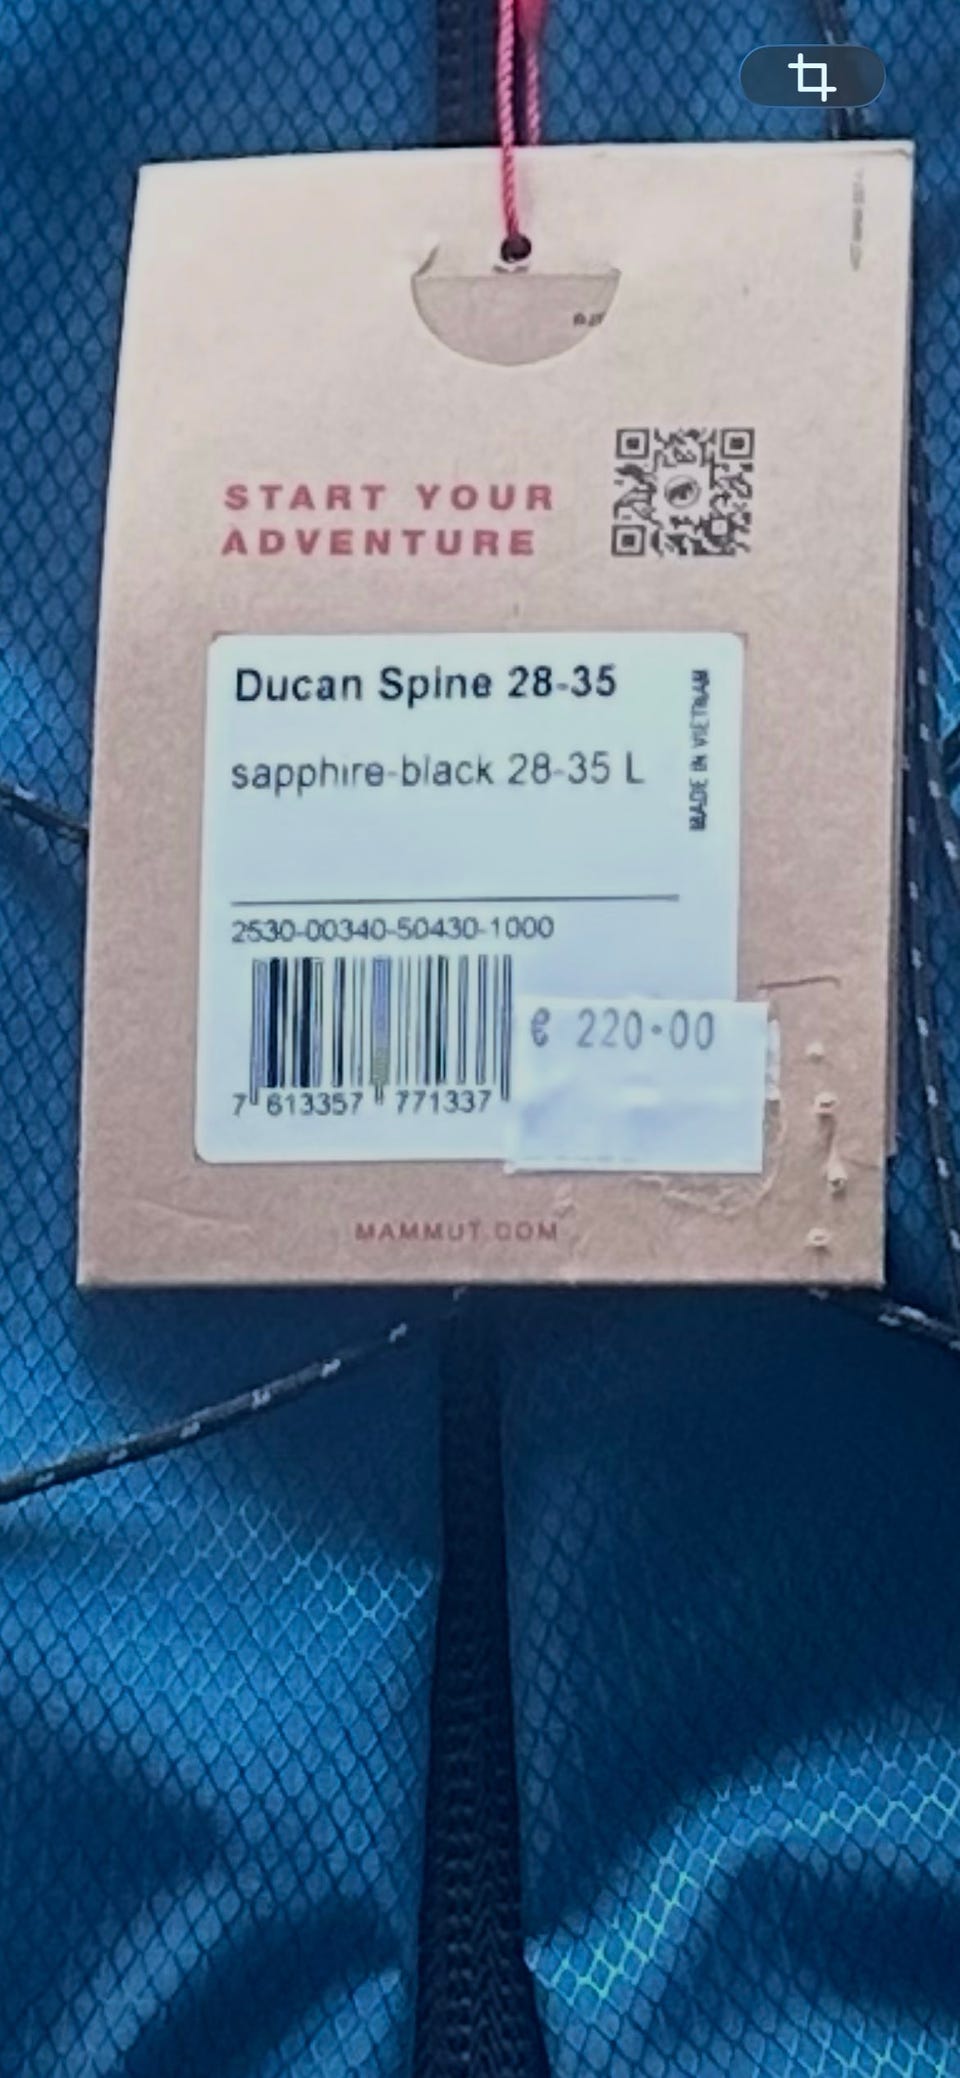 START YOUR
ADVENTURE
Ducan Spine 28-35
sapphire-black 28-35 L
MADE IN VIETNAM
2530-00340-50430-1000
7 613357 771337
€ 220.00
MAMMUT.COM